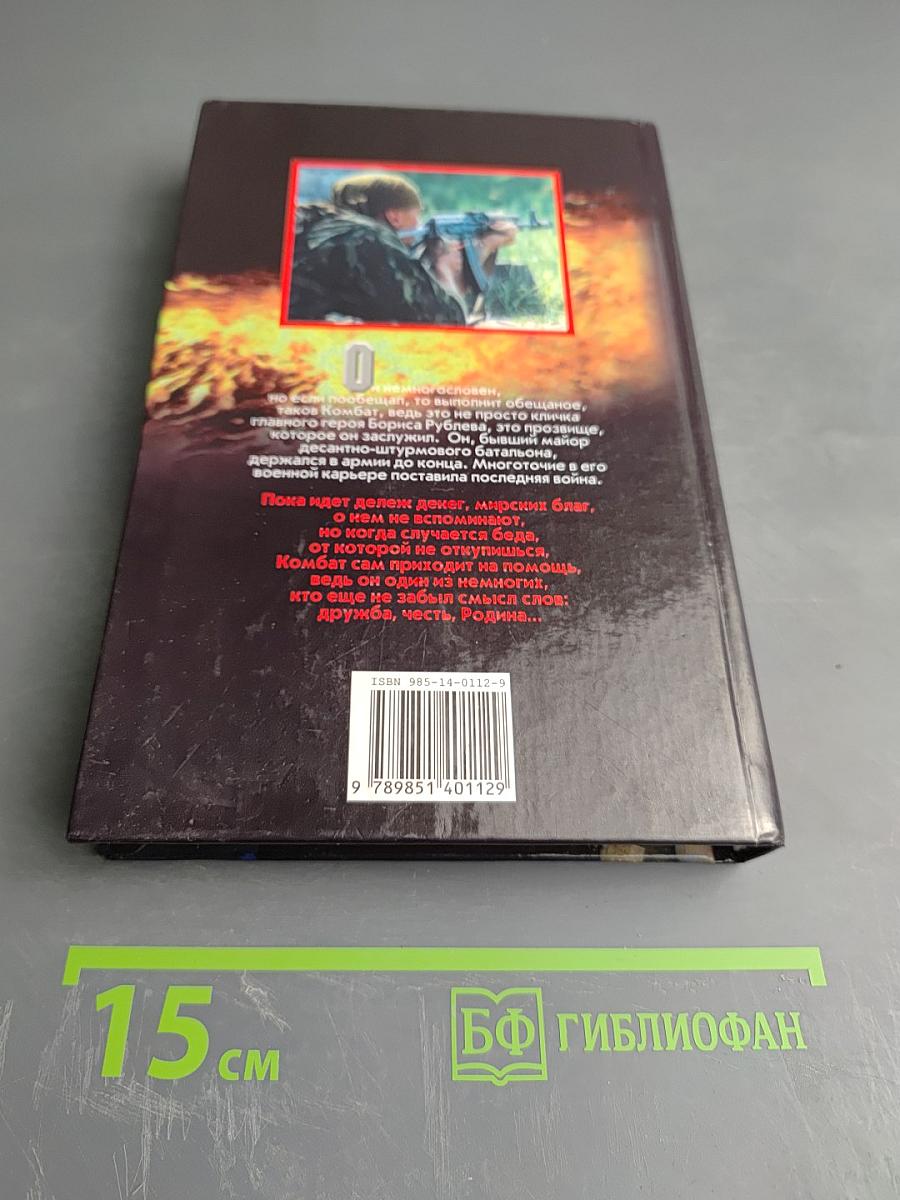 Он немногословен,
но если пообещал, то выполнит обещаное,
таков Комбат, ведь это не просто кличка
главного героя Бориса Рублева, это прозвище,
которое он заслужил. Он, бывший майор
десантно-штурмового батальона,
держался в армии до конца. Многоточие в его
военной карьере поставила последняя война.
Пока идет дележ денег, мирских благ,
о нем не вспоминают,
но когда случается беда,
от которой не откупишься,
Комбат сам приходит на помощь,
ведь он один из немногих,
кто еще не забыл смысл слов:
дружба, честь, Родина...
ISBN 985-14-0112-9
9 789851 401129
15 см
БФ ГИБЛИОФАН